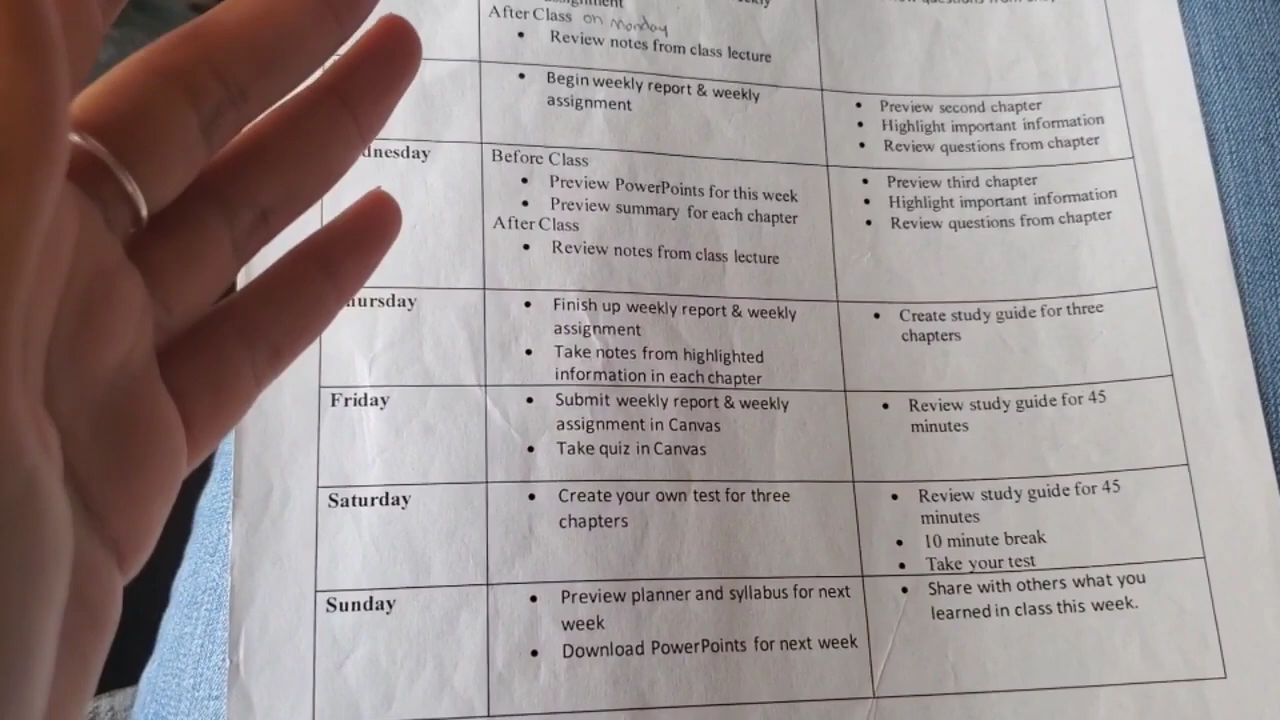 After Class on Monday
• Review notes from class lecture
• Begin weekly report & weekly
assignment
• Preview second chapter
• Highlight important information
• Review questions from chapter
Before Class
• Preview PowerPoints for this week
• Preview summary for each chapter
After Class
• Review notes from class lecture
• Preview third chapter
• Highlight important information
• Review questions from chapter
• Finish up weekly report & weekly
assignment
• Take notes from highlighted
information in each chapter
• Create study guide for three
chapters
Friday
• Submit weekly report & weekly
assignment in Canvas
• Take quiz in Canvas
• Review study guide for 45
minutes
Saturday
• Create your own test for three
chapters
• Review study guide for 45
minutes
• 10 minute break
• Take your test
Sunday
• Preview planner and syllabus for next
week
• Download PowerPoints for next week
• Share with others what you
learned in class this week.